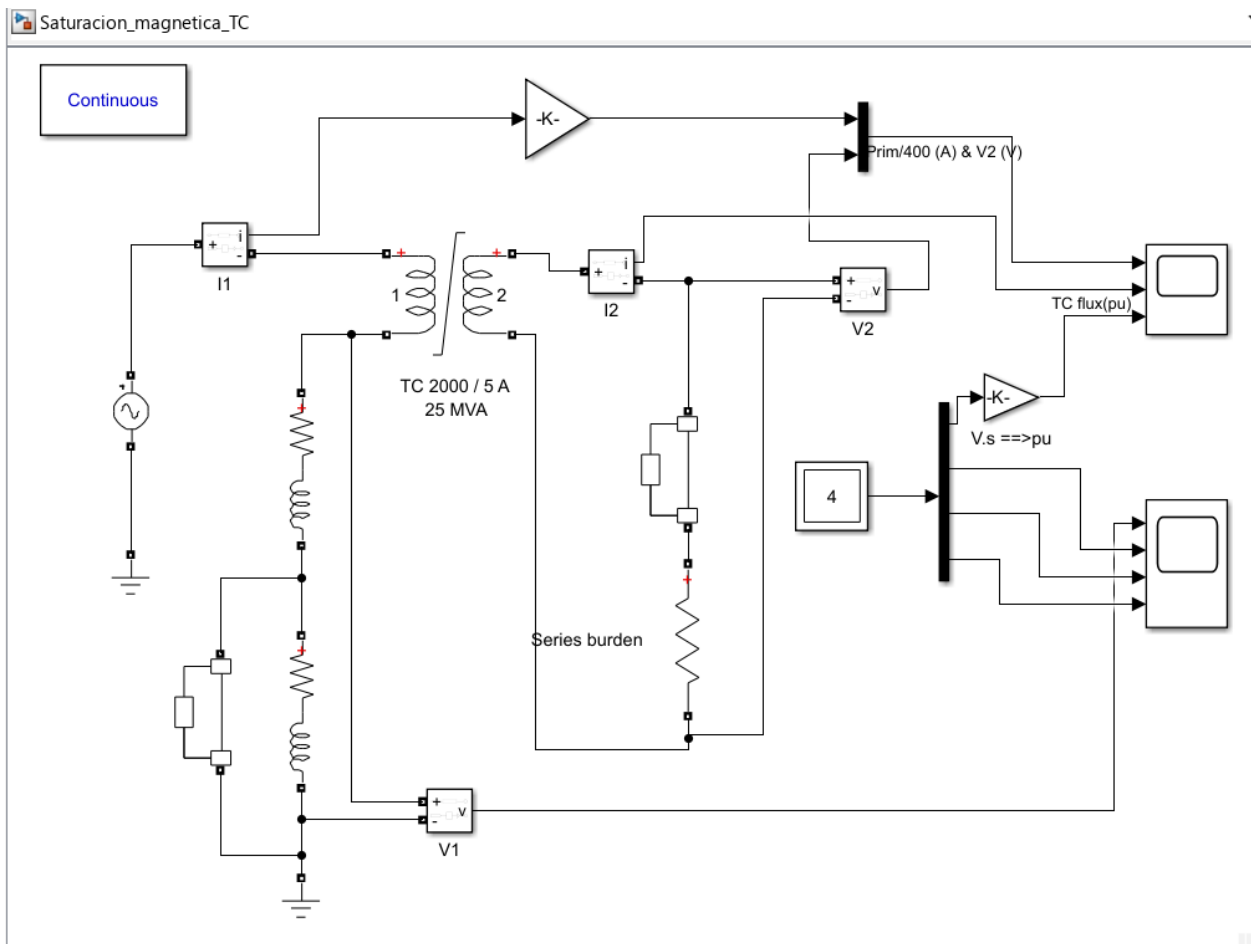 Saturacion_magnetica_TC
Continuous
-K-
Prim/400 (A) & V2 (V)
i
+
-
I1
1
2
i
+
-
I2
+
-
v
V2
TC flux(pu)
TC 2000 / 5 A
25 MVA
-K-
V.s ==>pu
4
Series burden
+
-
v
V1